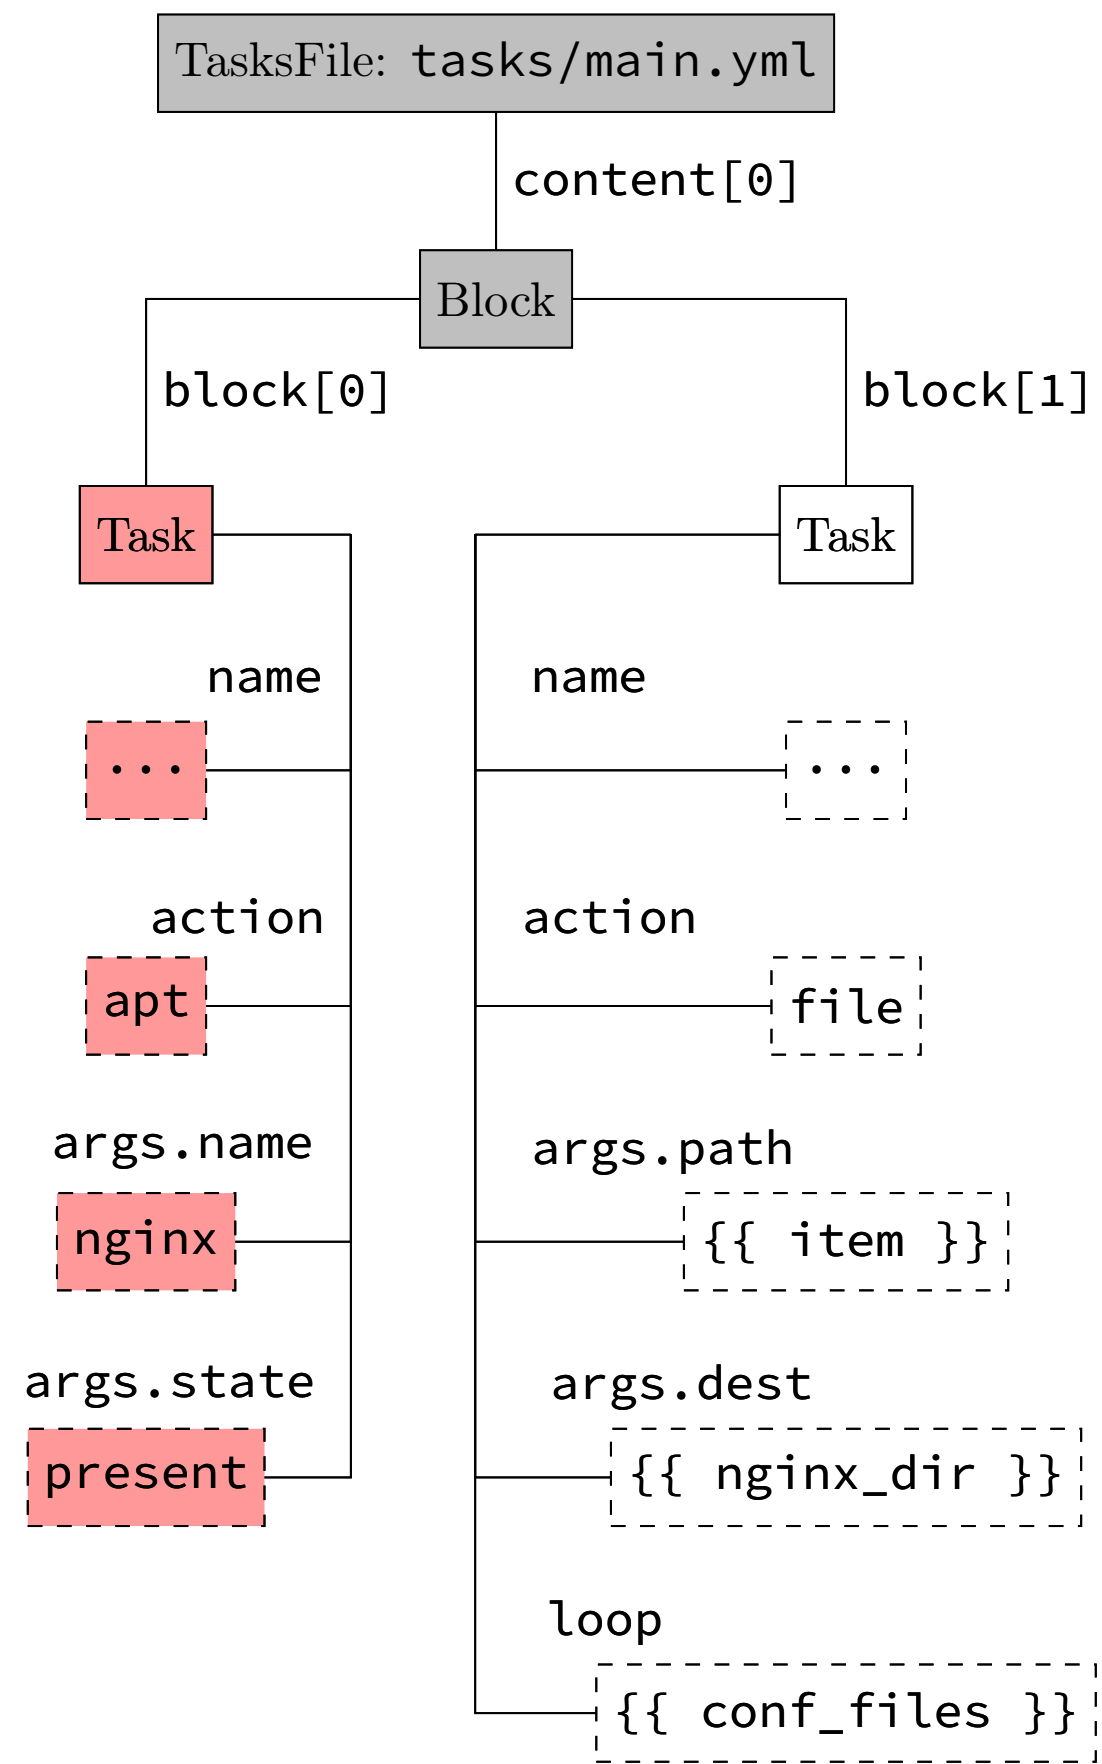 TasksFile: tasks/main.yml
content[0]
Block
block[0]
block[1]
Task
Task
name
name
...
...
action
action
apt
file
args.name
args.path
nginx
{{ item }}
args.state
args.dest
present
{{ nginx_dir }}
loop
{{ conf_files }}